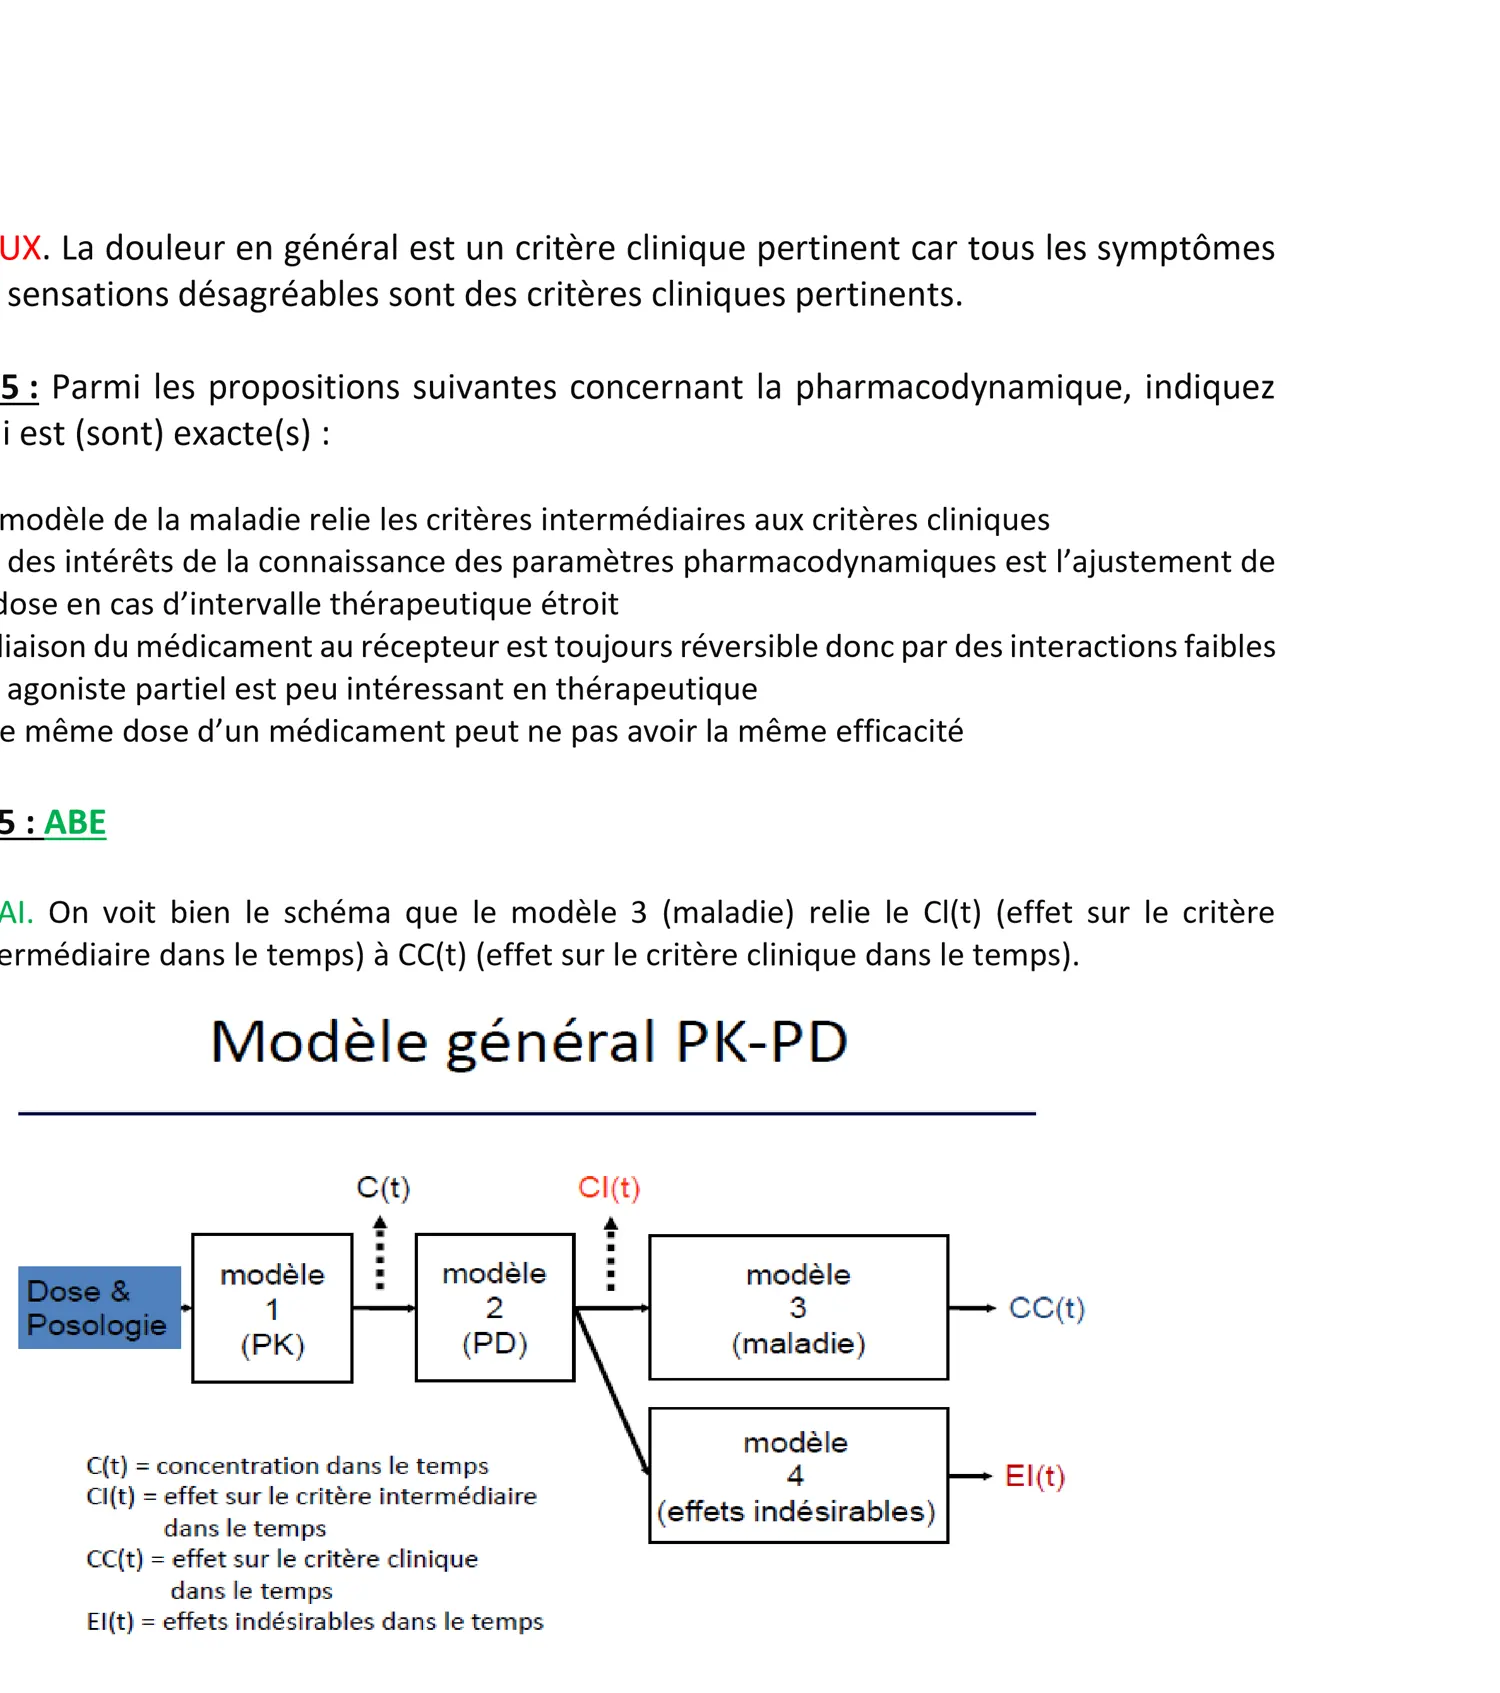 UX. La douleur en général est un critère clinique pertinent car tous les symptômes
sensations désagréables sont des critères cliniques pertinents.
5 : Parmi les propositions suivantes concernant la pharmacodynamique, indiquez
i est (sont) exacte(s) :
modèle de la maladie relie les critères intermédiaires aux critères cliniques
des intérêts de la connaissance des paramètres pharmacodynamiques est l’ajustement de
dose en cas d’intervalle thérapeutique étroit
liaison du médicament au récepteur est toujours réversible donc par des interactions faibles
agoniste partiel est peu intéressant en thérapeutique
e même dose d’un médicament peut ne pas avoir la même efficacité
5 : ABE
AI. On voit bien le schéma que le modèle 3 (maladie) relie le Cl(t) (effet sur le critère
ermédiaire dans le temps) à CC(t) (effet sur le critère clinique dans le temps).
Modèle général PK-PD
C(t)
CI(t)
Dose &
Posologie
modèle
1
(PK)
modèle
2
(PD)
modèle
3
(maladie)
CC(t)
modèle
4
(effets indésirables)
EI(t)
C(t) = concentration dans le temps
CI(t) = effet sur le critère intermédiaire
dans le temps
CC(t) = effet sur le critère clinique
dans le temps
EI(t) = effets indésirables dans le temps